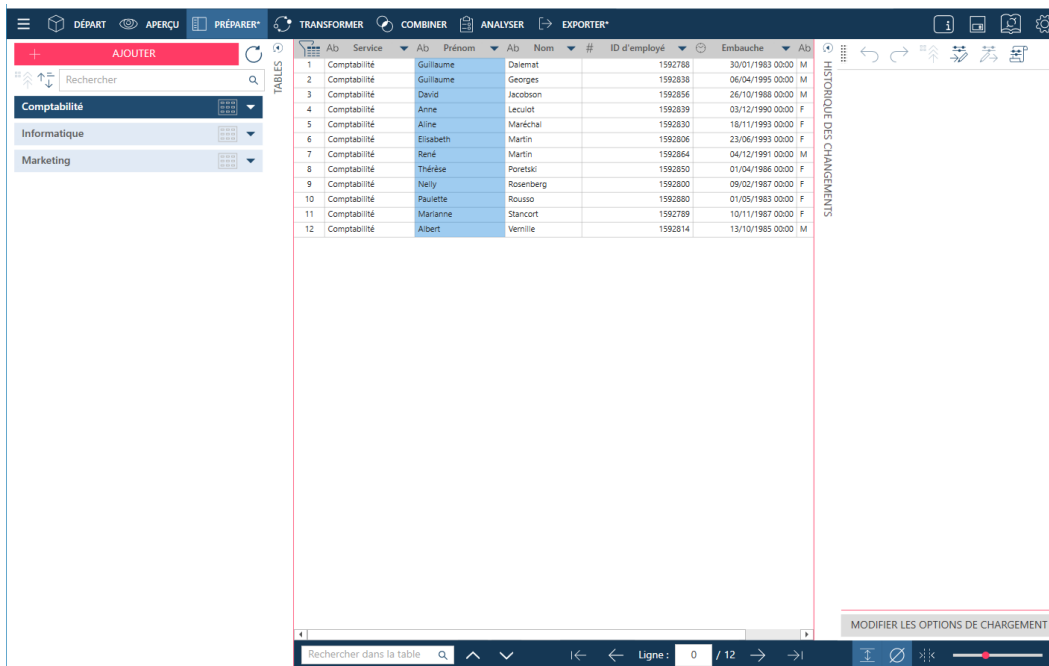 DÉPART APERÇU PRÉPARER* TRANSFORMER COMBINER ANALYSER EXPORTER*
+ AJOUTER
Rechercher
Comptabilité
Informatique
Marketing
TABLES
Ab Service Ab Prénom Ab Nom # ID d'employé Embauche Ab
1 Comptabilité Guillaume Dalemat 1592788 30/01/1983 00:00 M
2 Comptabilité Guillaume Georges 1592838 06/04/1995 00:00 M
3 Comptabilité David Jacobson 1592856 26/10/1988 00:00 M
4 Comptabilité Anne Leculot 1592839 03/12/1990 00:00 F
5 Comptabilité Aline Maréchal 1592830 18/11/1993 00:00 F
6 Comptabilité Elisabeth Martin 1592806 23/06/1993 00:00 F
7 Comptabilité René Martin 1592864 04/12/1991 00:00 M
8 Comptabilité Thérèse Poretski 1592850 01/04/1986 00:00 F
9 Comptabilité Nelly Rosenberg 1592800 09/02/1987 00:00 F
10 Comptabilité Paulette Rousso 1592880 01/05/1983 00:00 F
11 Comptabilité Marianne Stancort 1592789 10/11/1987 00:00 F
12 Comptabilité Albert Vernille 1592814 13/10/1985 00:00 M
HISTORIQUE DES CHANGEMENTS
MODIFIER LES OPTIONS DE CHARGEMENT
Rechercher dans la table Ligne : 0 / 12